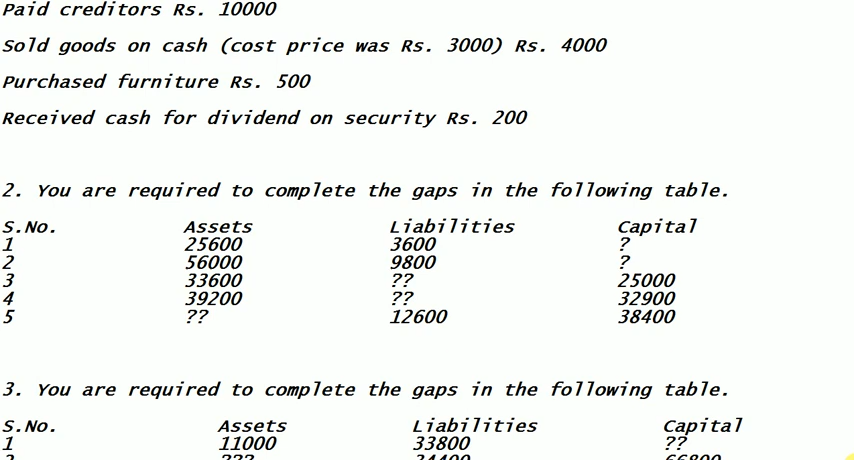 Paid creditors Rs. 10000
Sold goods on cash (cost price was Rs. 3000) Rs. 4000
Purchased furniture Rs. 500
Received cash for dividend on security Rs. 200
2. You are required to complete the gaps in the following table.
S.No. Assets Liabilities Capital
1 25600 3600 ?
2 56000 9800 ?
3 33600 ?? 25000
4 39200 ?? 32900
5 ?? 12600 38400
3. You are required to complete the gaps in the following table.
S.No. Assets Liabilities Capital
1 11000 33800 ??
2 ??? 34400 66800